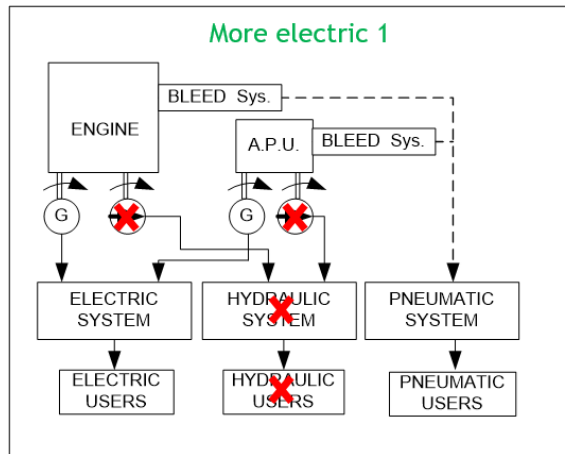 More electric 1
BLEED Sys.
ENGINE
A.P.U.
BLEED Sys.
G
G
ELECTRIC
SYSTEM
HYDRAULIC
SYSTEM
PNEUMATIC
SYSTEM
ELECTRIC
USERS
HYDRAULIC
USERS
PNEUMATIC
USERS